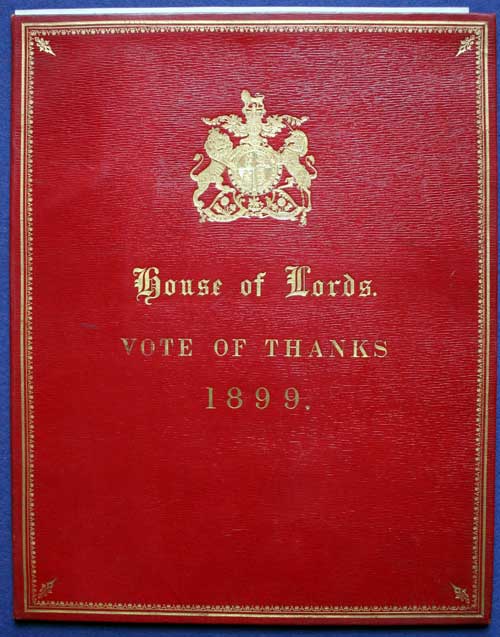 House of Lords.
VOTE OF THANKS
1899.